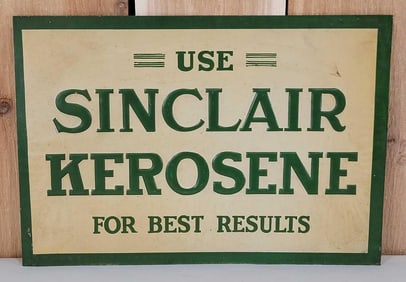 USE
SINCLAIR
KEROSENE
FOR BEST RESULTS